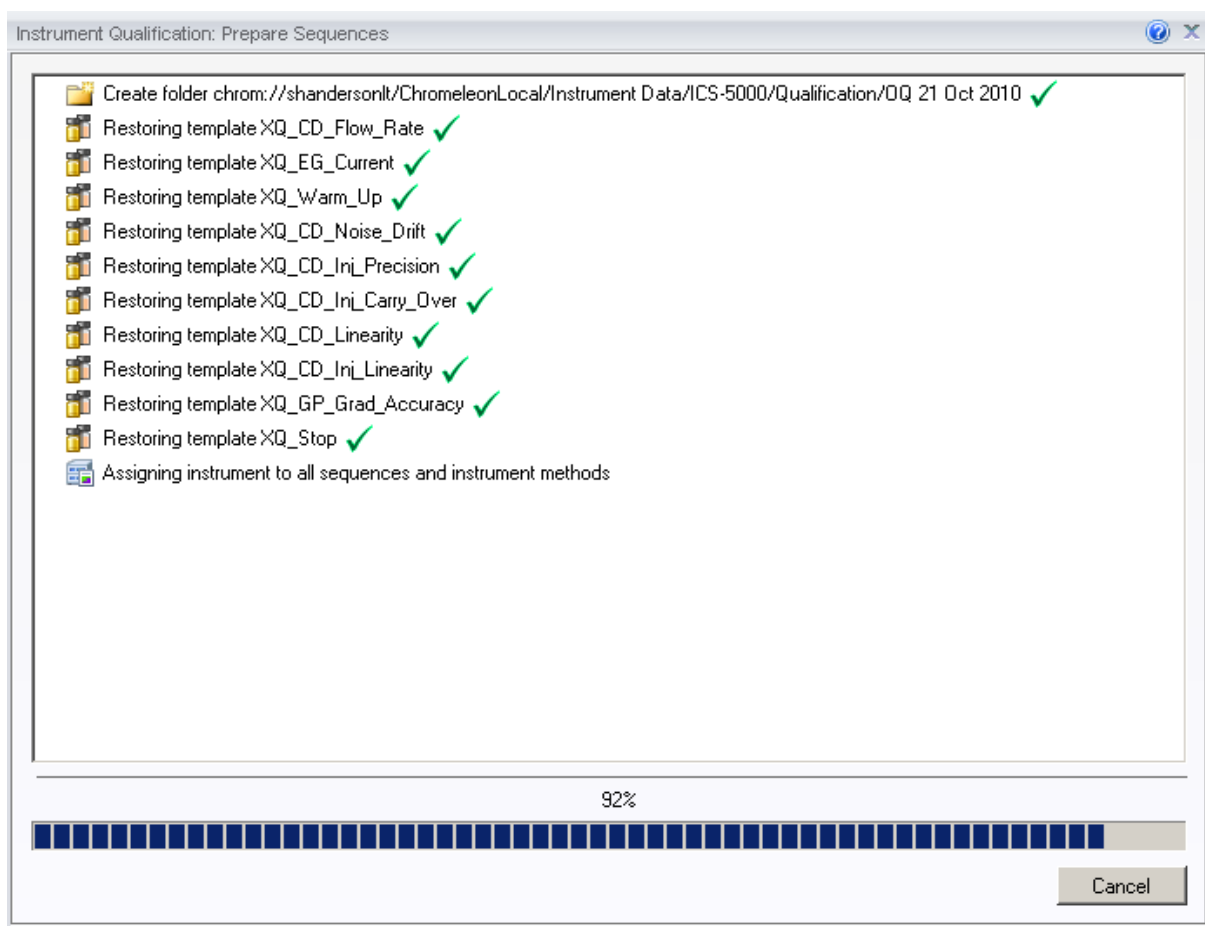 Instrument Qualification: Prepare Sequences
Create folder chrom://shandersonlt/ChromeleonLocal/Instrument Data/ICS-5000/Qualification/OQ 21 Oct 2010
Restoring template XQ_CD_Flow_Rate
Restoring template XQ_EG_Current
Restoring template XQ_Warm_Up
Restoring template XQ_CD_Noise_Drift
Restoring template XQ_CD_Inj_Precision
Restoring template XQ_CD_Inj_Carry_Over
Restoring template XQ_CD_Linearity
Restoring template XQ_CD_Inj_Linearity
Restoring template XQ_GP_Grad_Accuracy
Restoring template XQ_Stop
Assigning instrument to all sequences and instrument methods
92%
Cancel